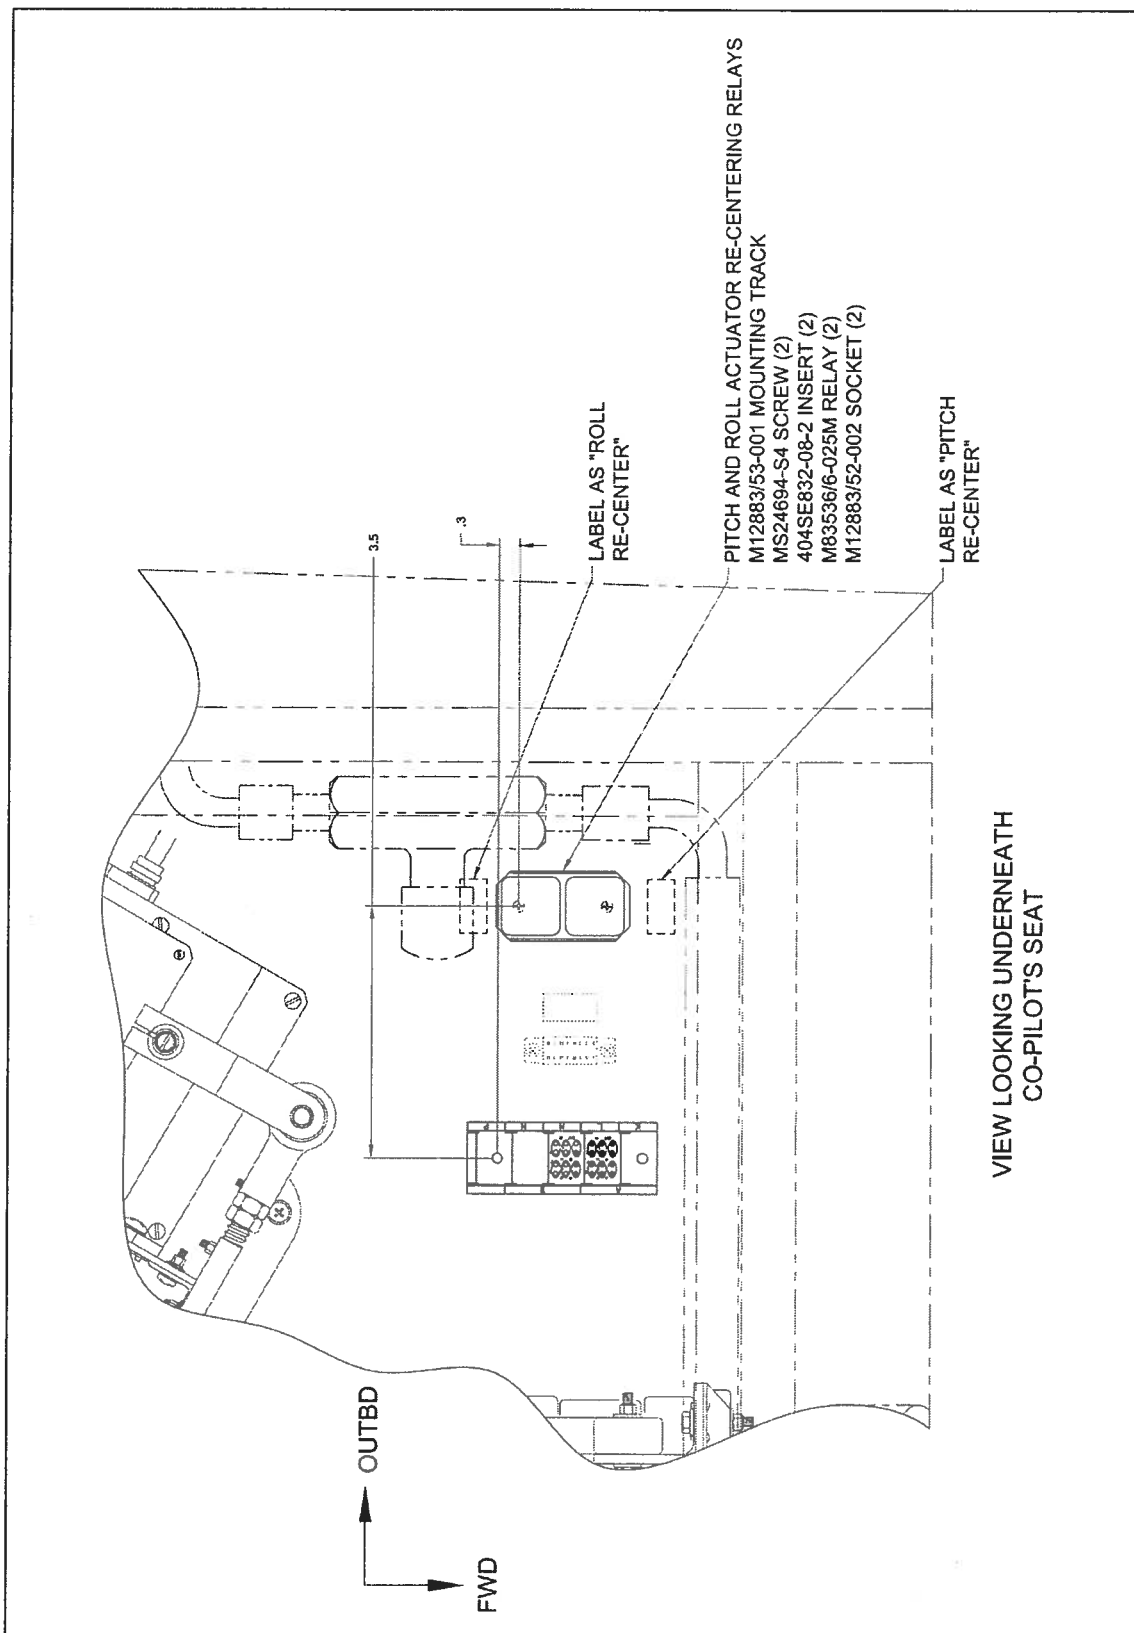 3.5
.3
LABEL AS "ROLL
RE-CENTER"
PITCH AND ROLL ACTUATOR RE-CENTERING RELAYS
M12883/53-001 MOUNTING TRACK
MS24694-S4 SCREW (2)
404SE832-08-2 INSERT (2)
M83536/6-025M RELAY (2)
M12883/52-002 SOCKET (2)
LABEL AS "PITCH
RE-CENTER"
OUTBD
FWD
VIEW LOOKING UNDERNEATH
CO-PILOT'S SEAT